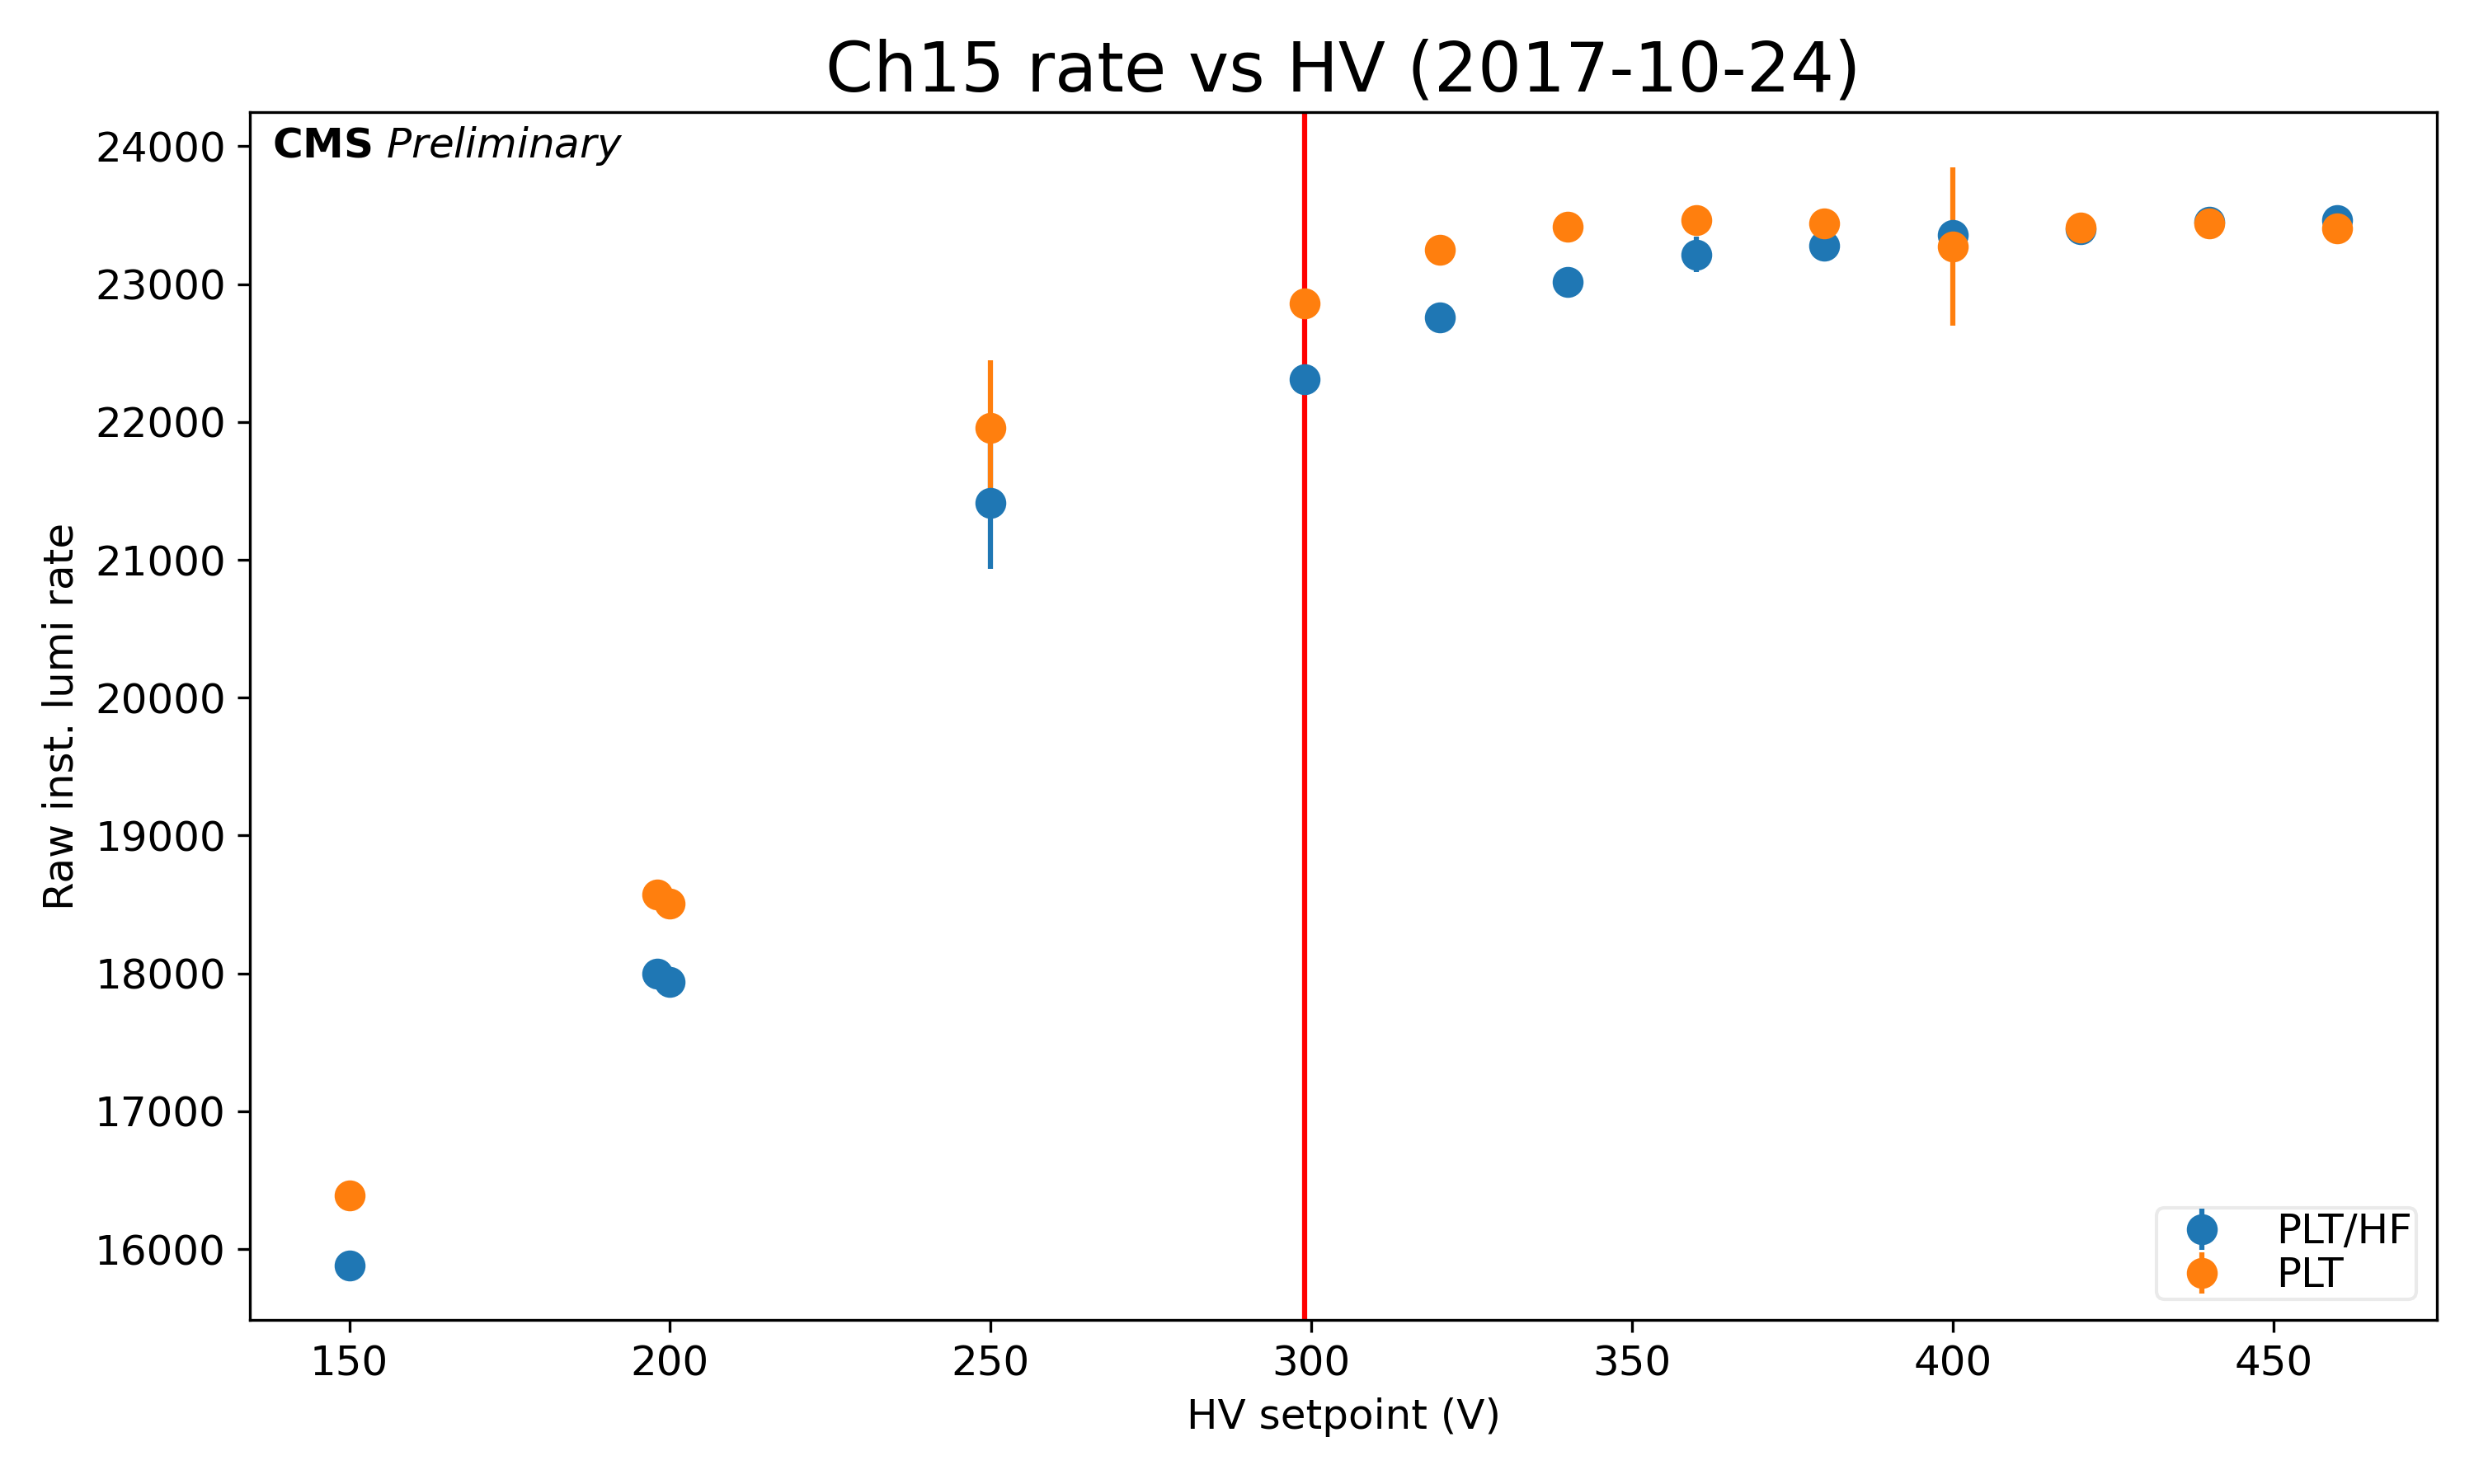 Ch15 rate vs HV (2017-10-24)
CMS Preliminary
24000
23000
22000
21000
20000
19000
18000
17000
16000
Raw inst. lumi rate
150 200 250 300 350 400 450
HV setpoint (V)
PLT/HF
PLT